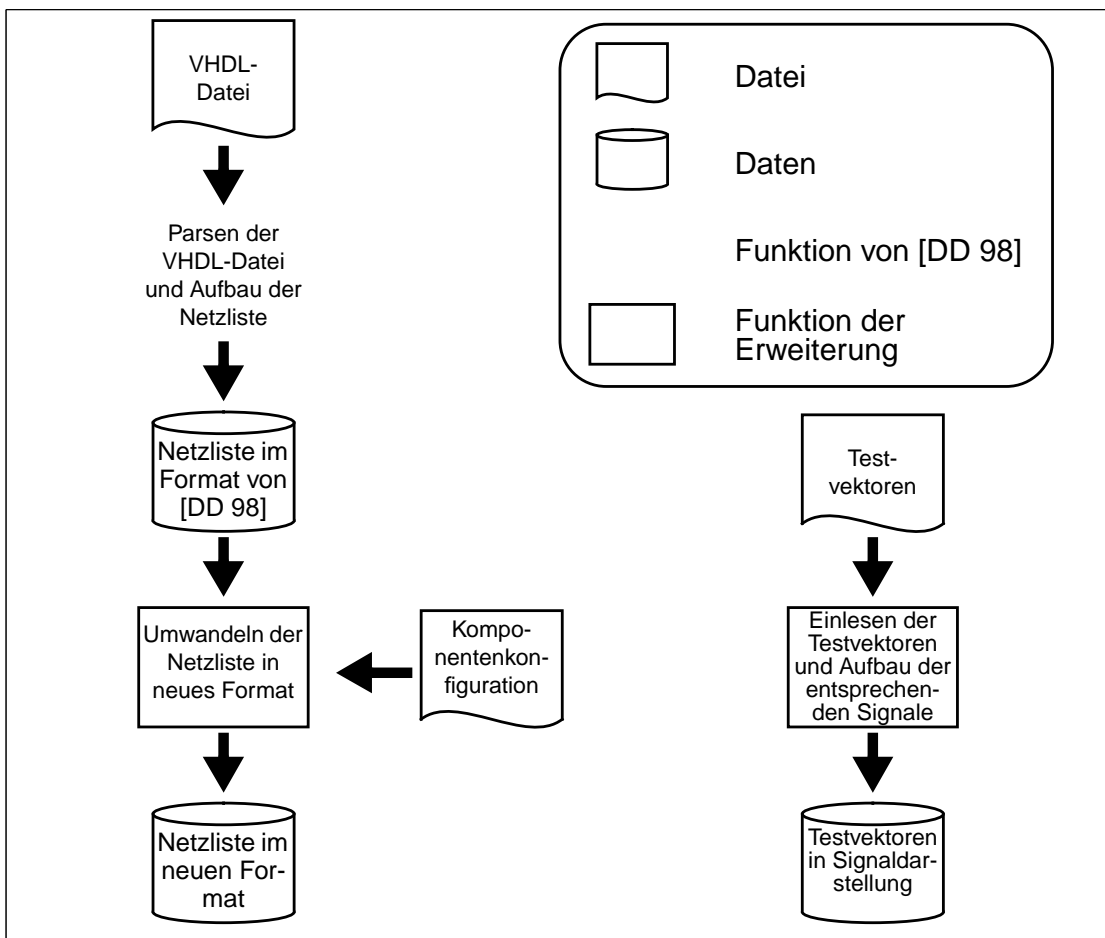 VHDL-
Datei
Parsen der
VHDL-Datei
und Aufbau der
Netzliste
Netzliste im
Format von
[DD 98]
Umwandeln der
Netzliste in
neues Format
Kompo-
nentenkon-
figuration
Netzliste im
neuen For-
mat
Datei
Daten
Funktion von [DD 98]
Funktion der
Erweiterung
Test-
vektoren
Einlesen der
Testvektoren
und Aufbau der
entsprechen-
den Signale
Testvektoren
in Signaldar-
stellung